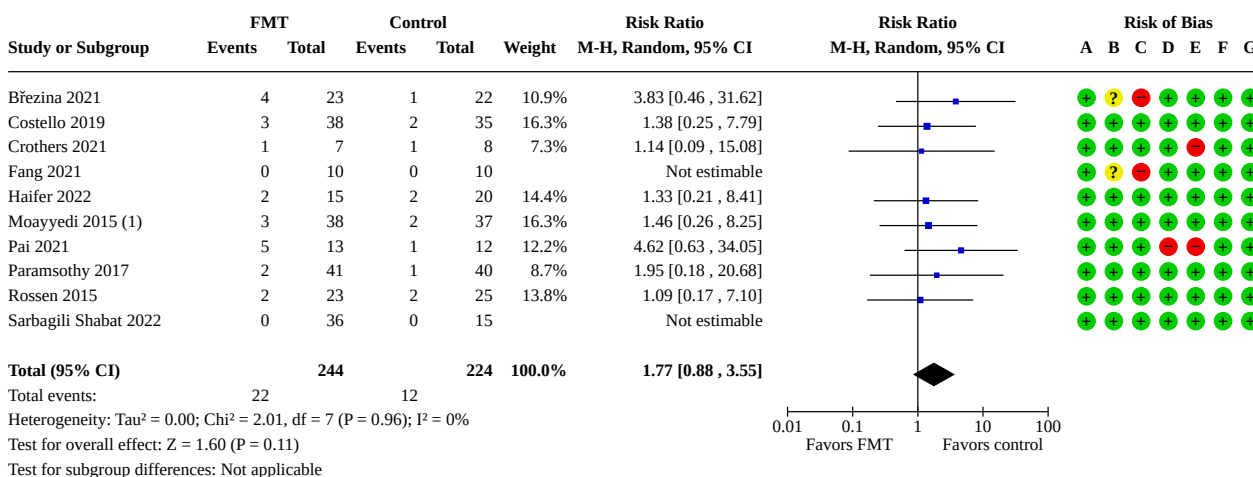 FMT Control Risk Ratio Risk Ratio Risk of Bias
Study or Subgroup Events Total Events Total Weight M-H, Random, 95% CI M-H, Random, 95% CI A B C D E F G
Březina 2021 4 23 1 22 10.9% 3.83 [0.46 , 31.62] + ? − + + + +
Costello 2019 3 38 2 35 16.3% 1.38 [0.25 , 7.79] + + + + + + +
Crothers 2021 1 7 1 8 7.3% 1.14 [0.09 , 15.08] + + + + − + +
Fang 2021 0 10 0 10 Not estimable + ? − + + + +
Haifer 2022 2 15 2 20 14.4% 1.33 [0.21 , 8.41] + + + + + + +
Moayyedi 2015 (1) 3 38 2 37 16.3% 1.46 [0.26 , 8.25] + + + + + + +
Pai 2021 5 13 1 12 12.2% 4.62 [0.63 , 34.05] + + + − − + +
Paramsothy 2017 2 41 1 40 8.7% 1.95 [0.18 , 20.68] + + + + + + +
Rossen 2015 2 23 2 25 13.8% 1.09 [0.17 , 7.10] + + + + + + +
Sarbagili Shabat 2022 0 36 0 15 Not estimable + + + + + + +
Total (95% CI) 244 224 100.0% 1.77 [0.88 , 3.55]
Total events: 22 12
Heterogeneity: Tau² = 0.00; Chi² = 2.01, df = 7 (P = 0.96); I² = 0%
0.01 0.1 1 10 100
Test for overall effect: Z = 1.60 (P = 0.11)
Favors FMT Favors control
Test for subgroup differences: Not applicable